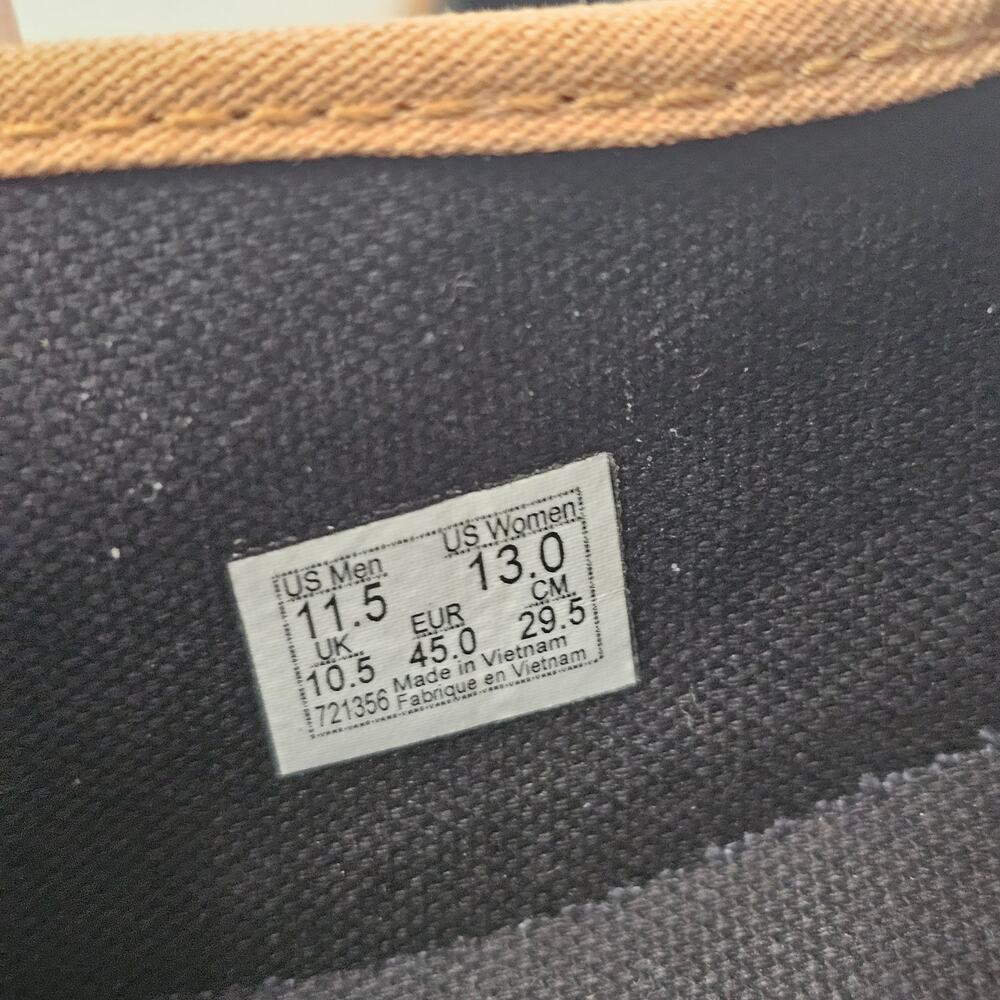 US Men US Women
11.5 13.0
UK EUR CM
10.5 45.0 29.5
Made in Vietnam
721356 Fabrique en Vietnam